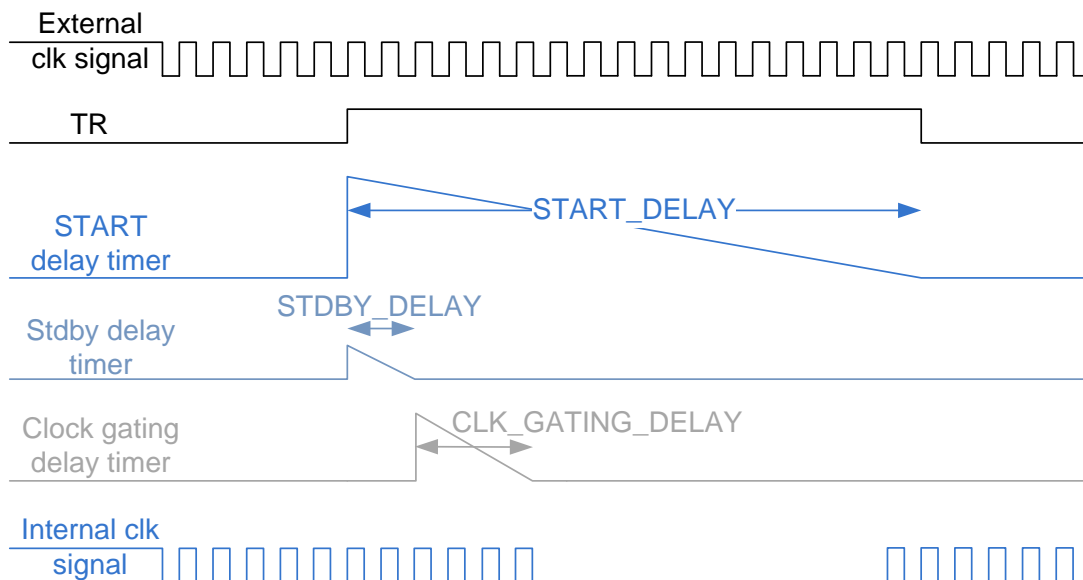 External
clk signal
TR
START_DELAY
START
delay timer
STDBY_DELAY
Stdby delay
timer
CLK_GATING_DELAY
Clock gating
delay timer
Internal clk
signal